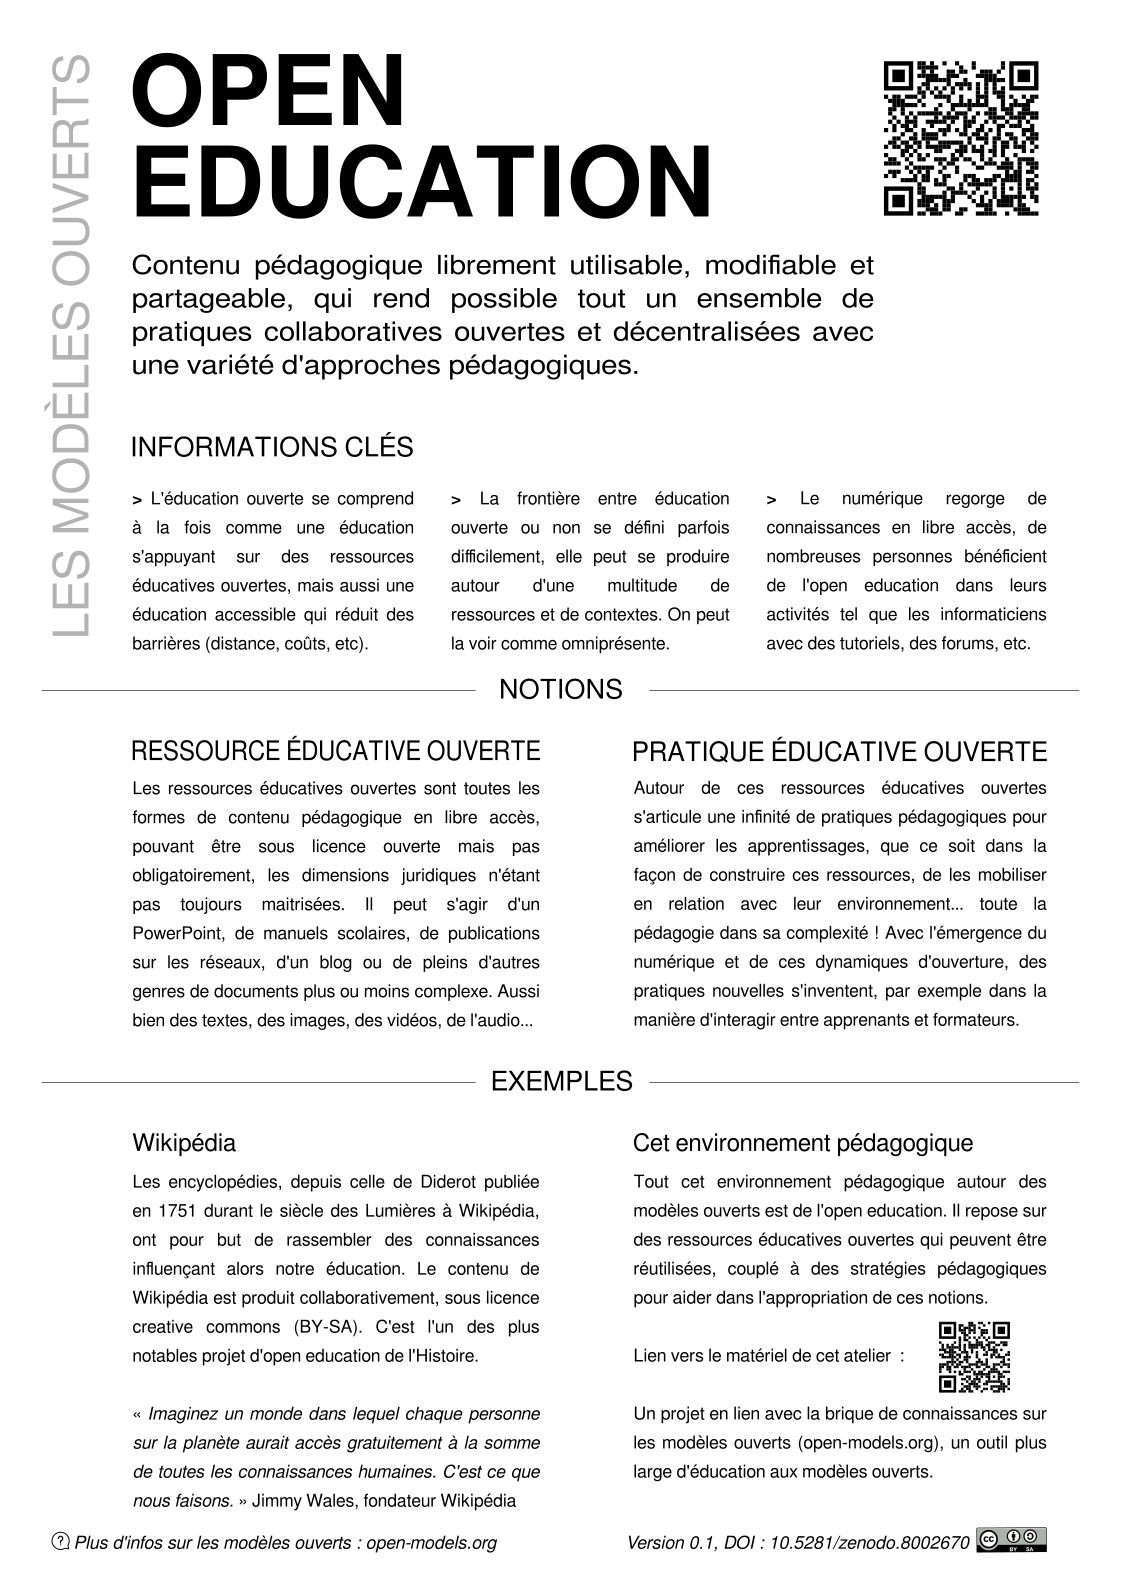 LES MODÈLES OUVERTS
OPEN
EDUCATION
Contenu pédagogique librement utilisable, modifiable et
partageable, qui rend possible tout un ensemble de
pratiques collaboratives ouvertes et décentralisées avec
une variété d'approches pédagogiques.
INFORMATIONS CLÉS
> L'éducation ouverte se comprend
à la fois comme une éducation
s'appuyant sur des ressources
éducatives ouvertes, mais aussi une
éducation accessible qui réduit des
barrières (distance, coûts, etc).
> La frontière entre éducation
ouverte ou non se défini parfois
difficilement, elle peut se produire
autour d'une multitude de
ressources et de contextes. On peut
la voir comme omniprésente.
> Le numérique regorge de
connaissances en libre accès, de
nombreuses personnes bénéficient
de l'open education dans leurs
activités tel que les informaticiens
avec des tutoriels, des forums, etc.
NOTIONS
RESSOURCE ÉDUCATIVE OUVERTE
Les ressources éducatives ouvertes sont toutes les
formes de contenu pédagogique en libre accès,
pouvant être sous licence ouverte mais pas
obligatoirement, les dimensions juridiques n'étant
pas toujours maitrisées. Il peut s'agir d'un
PowerPoint, de manuels scolaires, de publications
sur les réseaux, d'un blog ou de pleins d'autres
genres de documents plus ou moins complexe. Aussi
bien des textes, des images, des vidéos, de l'audio...
PRATIQUE ÉDUCATIVE OUVERTE
Autour de ces ressources éducatives ouvertes
s'articule une infinité de pratiques pédagogiques pour
améliorer les apprentissages, que ce soit dans la
façon de construire ces ressources, de les mobiliser
en relation avec leur environnement... toute la
pédagogie dans sa complexité ! Avec l'émergence du
numérique et de ces dynamiques d'ouverture, des
pratiques nouvelles s'inventent, par exemple dans la
manière d'interagir entre apprenants et formateurs.
EXEMPLES
Wikipédia
Les encyclopédies, depuis celle de Diderot publiée
en 1751 durant le siècle des Lumières à Wikipédia,
ont pour but de rassembler des connaissances
influençant alors notre éducation. Le contenu de
Wikipédia est produit collaborativement, sous licence
creative commons (BY-SA). C'est l'un des plus
notables projet d'open education de l'Histoire.
« Imaginez un monde dans lequel chaque personne
sur la planète aurait accès gratuitement à la somme
de toutes les connaissances humaines. C'est ce que
nous faisons. » Jimmy Wales, fondateur Wikipédia
Cet environnement pédagogique
Tout cet environnement pédagogique autour des
modèles ouverts est de l'open education. Il repose sur
des ressources éducatives ouvertes qui peuvent être
réutilisées, couplé à des stratégies pédagogiques
pour aider dans l'appropriation de ces notions.
Lien vers le matériel de cet atelier :
Un projet en lien avec la brique de connaissances sur
les modèles ouverts (open-models.org), un outil plus
large d'éducation aux modèles ouverts.
? Plus d'infos sur les modèles ouverts : open-models.org
Version 0.1, DOI : 10.5281/zenodo.8002670
cc BY SA